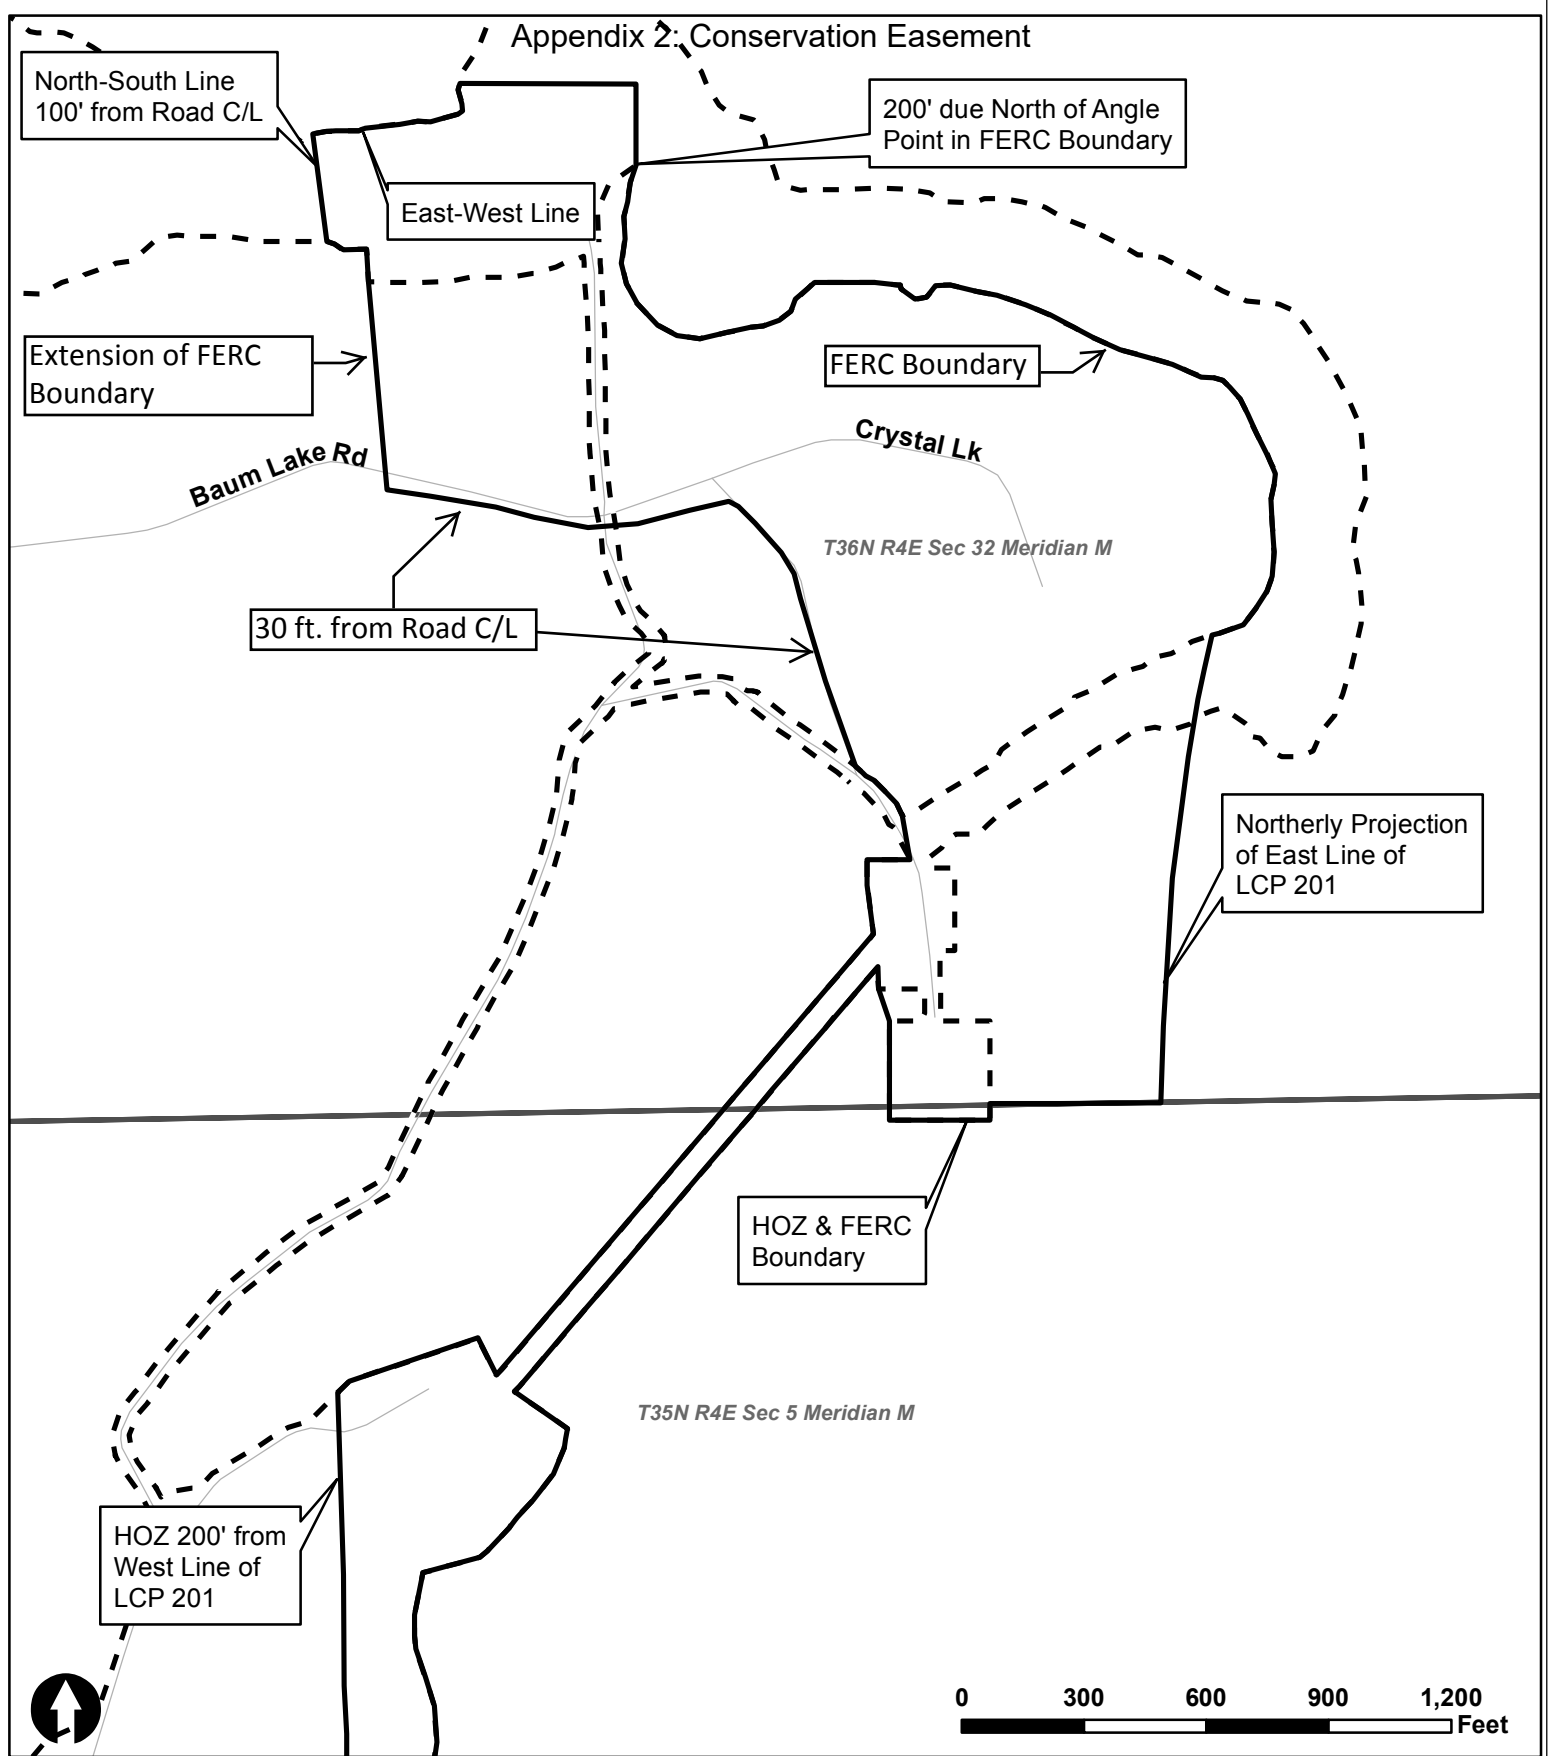 Appendix 2: Conservation Easement
North-South Line
100' from Road C/L
200' due North of Angle
Point in FERC Boundary
East-West Line
Extension of FERC
Boundary
FERC Boundary
Crystal Lk
Baum Lake Rd
T36N R4E Sec 32 Meridian M
30 ft. from Road C/L
Northerly Projection
of East Line of
LCP 201
HOZ & FERC
Boundary
T35N R4E Sec 5 Meridian M
HOZ 200' from
West Line of
LCP 201
0 300 600 900 1,200
Feet